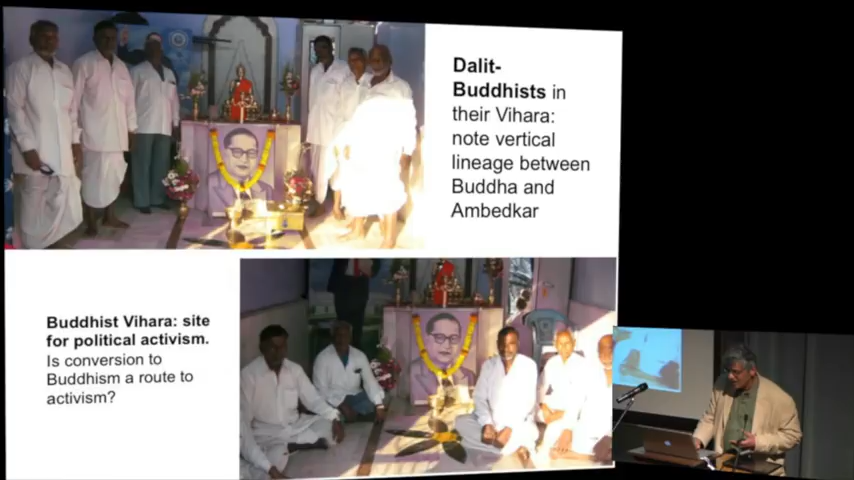 Dalit-
Buddhists in
their Vihara:
note vertical
lineage between
Buddha and
Ambedkar
Buddhist Vihara: site
for political activism.
Is conversion to
Buddhism a route to
activism?